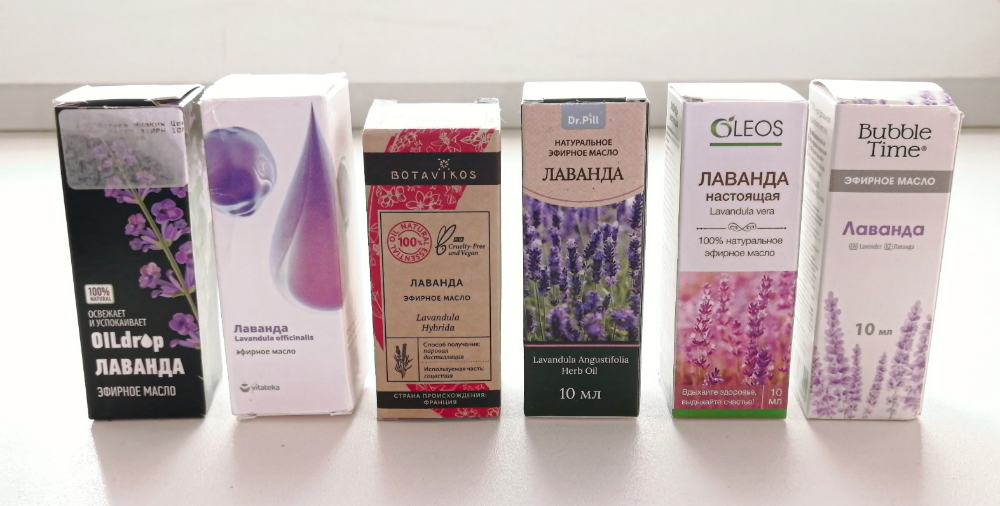 Низких Цен
100%
NATURAL
ОСВЕЖАЕТ
И УСПОКАИВАЕТ
OILdrop
ЛАВАНДА
ЭФИРНОЕ МАСЛО
Лаванда
Lavandula officinalis
эфирное масло
vitateka
BOTAVIKOS
100% NATURAL ESSENTIAL OIL
PETA
Cruelty-Free
and Vegan
ЛАВАНДА
ЭФИРНОЕ МАСЛО
Lavandula
Hybrida
Способ получения:
паровая
дистилляция
Используемая часть:
соцветия
СТРАНА ПРОИСХОЖДЕНИЯ:
ФРАНЦИЯ
Dr.Pill
НАТУРАЛЬНОЕ
ЭФИРНОЕ МАСЛО
ЛАВАНДА
Lavandula Angustifolia
Herb Oil
10 мл
OLEOS
ЛАВАНДА
настоящая
Lavandula vera
100% натуральное
эфирное масло
Вдыхайте здоровье,
выдыхайте счастье!
10
МЛ
Bubble
Time®
ЭФИРНОЕ МАСЛО
Лаванда
EN Lavender KZ Лаванда
10 мл